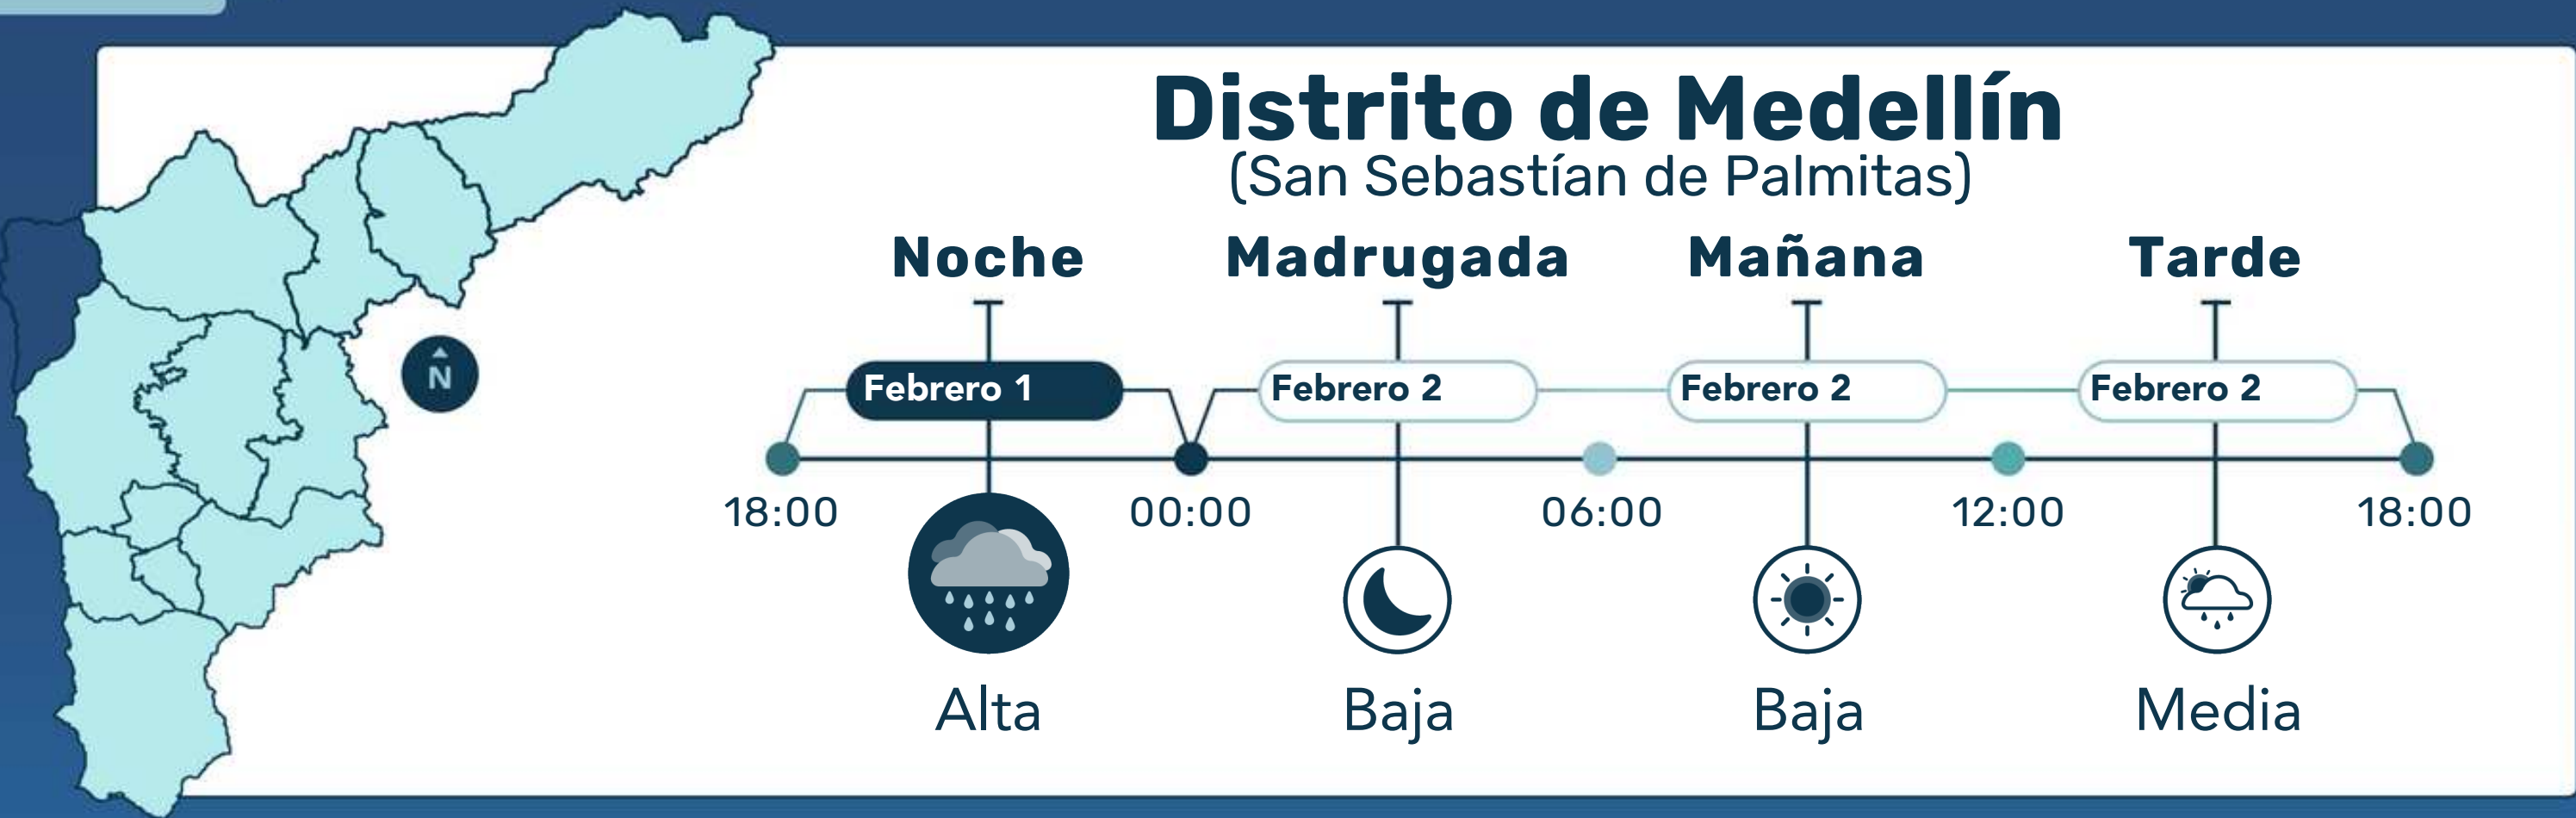 Distrito de Medellín
(San Sebastían de Palmitas)
Noche Madrugada Mañana Tarde
Febrero 1 Febrero 2 Febrero 2 Febrero 2
N
18:00 00:00 06:00 12:00 18:00
Alta Baja Baja Media